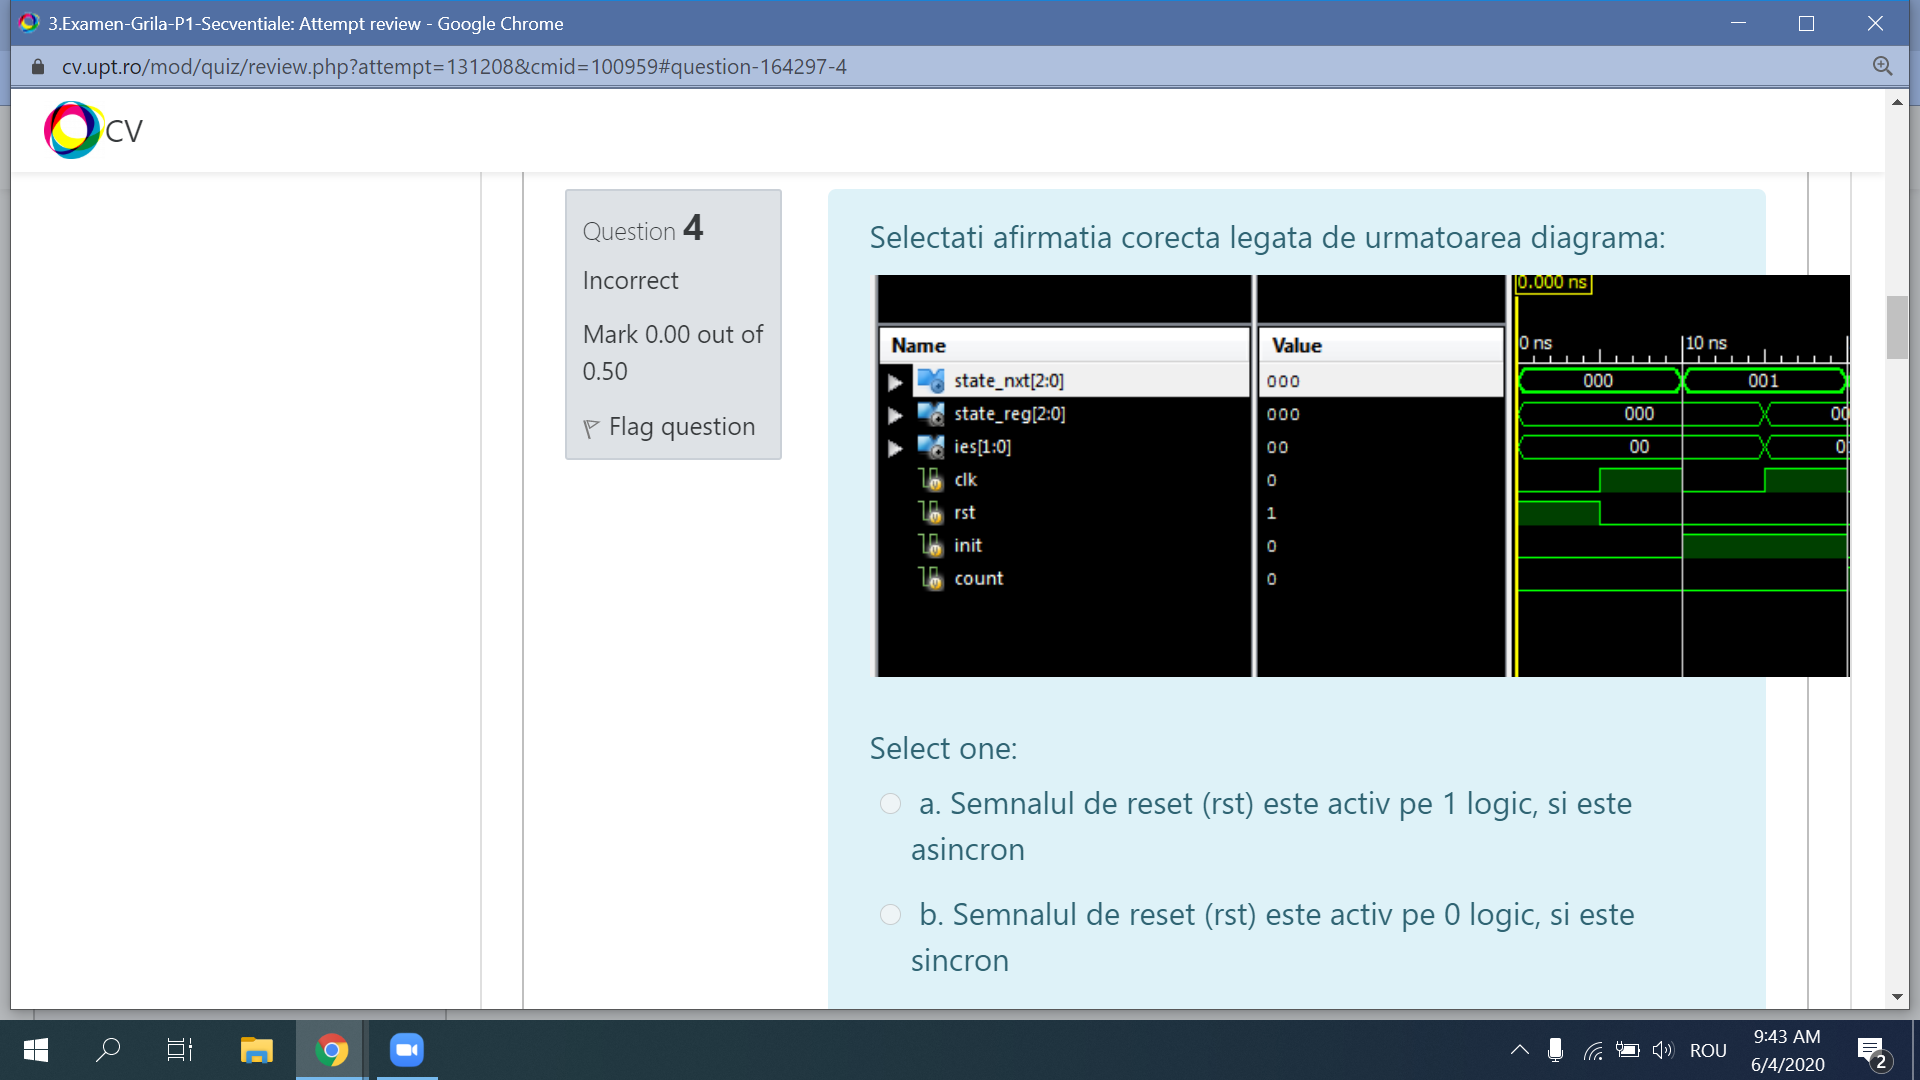 3.Examen-Grila-P1-Secventiale: Attempt review - Google Chrome
cv.upt.ro/mod/quiz/review.php?attempt=131208&cmid=100959#question-164297-4
CV
Question 4
Incorrect
Mark 0.00 out of
0.50
Flag question
Selectati afirmatia corecta legata de urmatoarea diagrama:
0.000 ns
Name Value 0 ns 10 ns
state_nxt[2:0] 000 000 001
state_reg[2:0] 000 000 00
ies[1:0] 00 00 0
clk 0
rst 1
init 0
count 0
Select one:
a. Semnalul de reset (rst) este activ pe 1 logic, si este
asincron
b. Semnalul de reset (rst) este activ pe 0 logic, si este
sincron
ROU
9:43 AM
6/4/2020
2